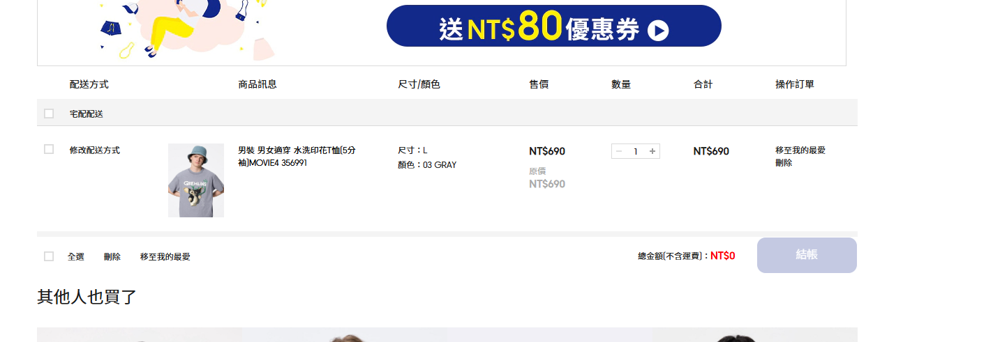 送NT$80優惠券
配送方式 商品訊息 尺寸/顏色 售價 數量 合計 操作訂單
宅配配送
修改配送方式
GREMLINS
男裝 男女適穿 水洗印花T恤(5分
袖)MOVIE4 356991
尺寸：L
顏色：03 GRAY
NT$690
原價
NT$690
1
NT$690
移至我的最愛
刪除
全選 刪除 移至我的最愛 總金額(不含運費)：NT$0 結帳
其他人也買了